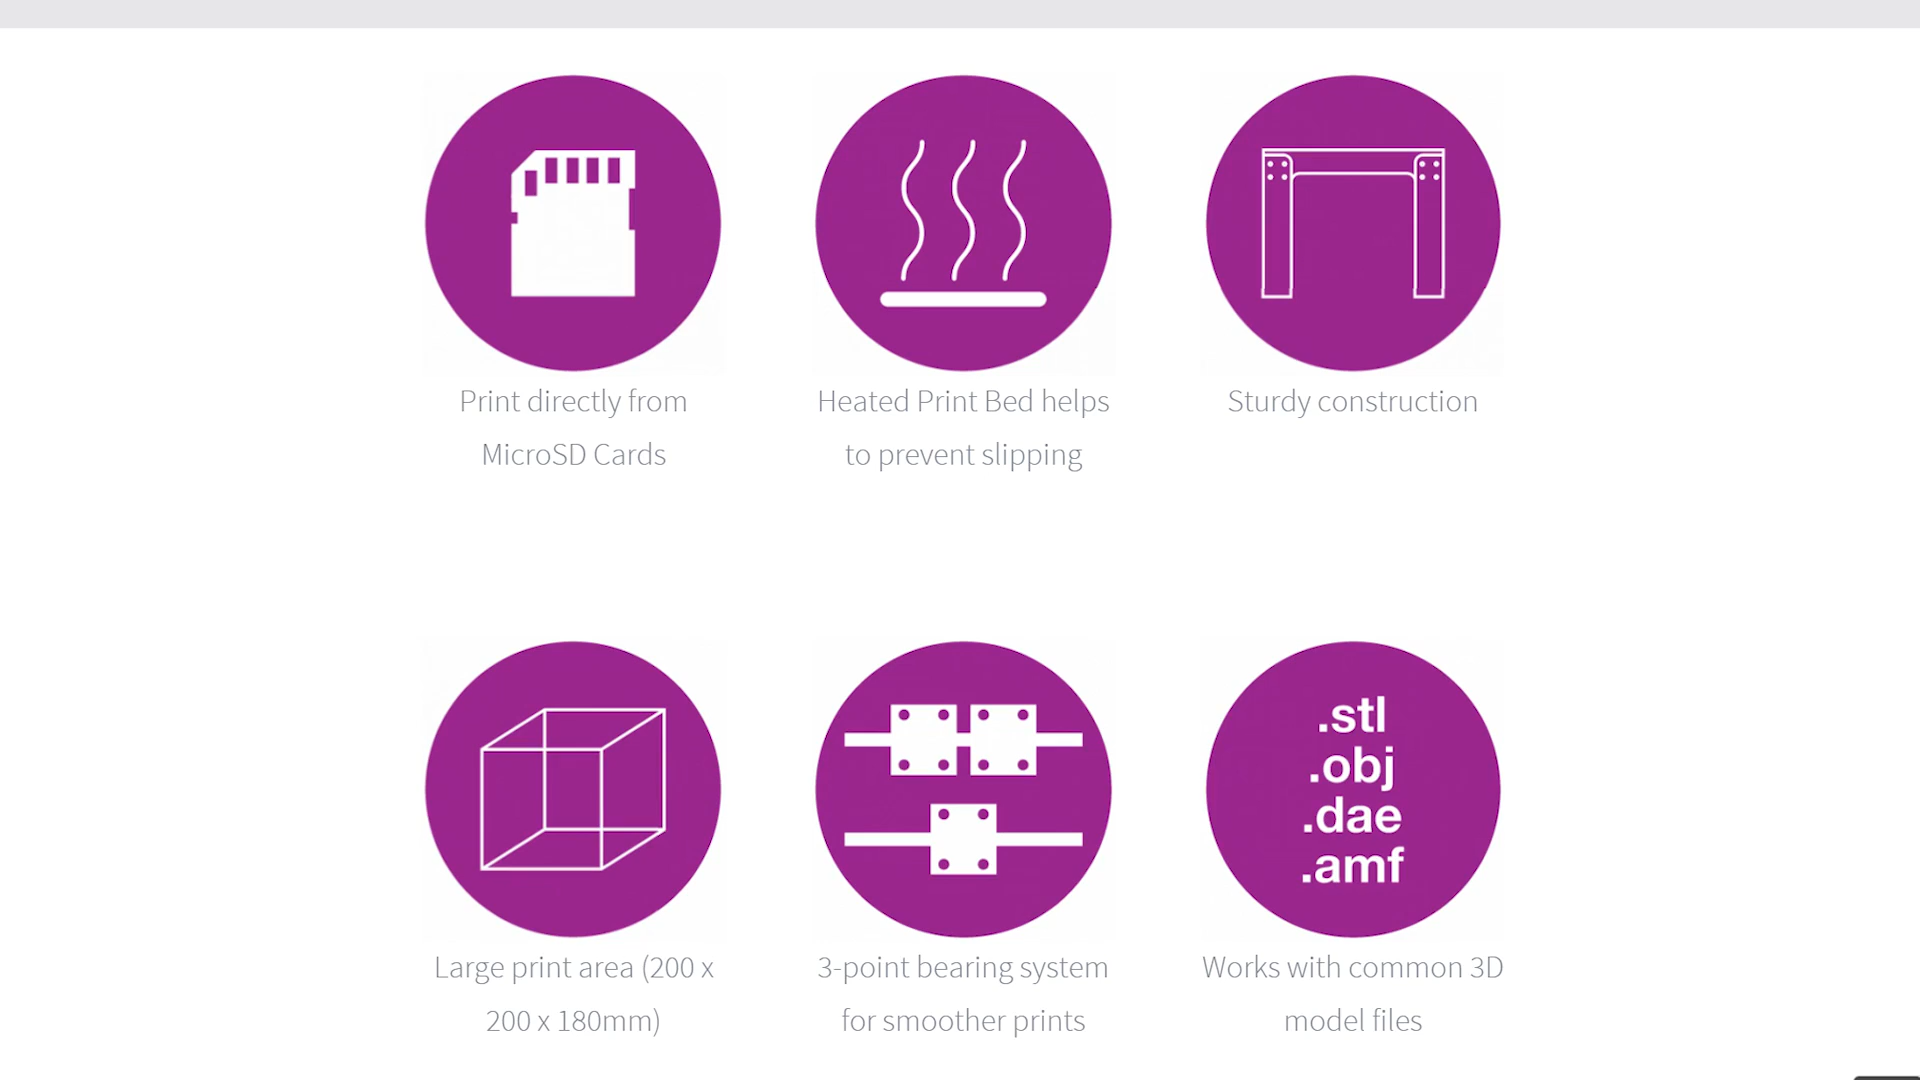 Print directly from
MicroSD Cards
Heated Print Bed helps
to prevent slipping
Sturdy construction
Large print area (200 x
200 x 180mm)
3-point bearing system
for smoother prints
.stl
.obj
.dae
.amf
Works with common 3D
model files